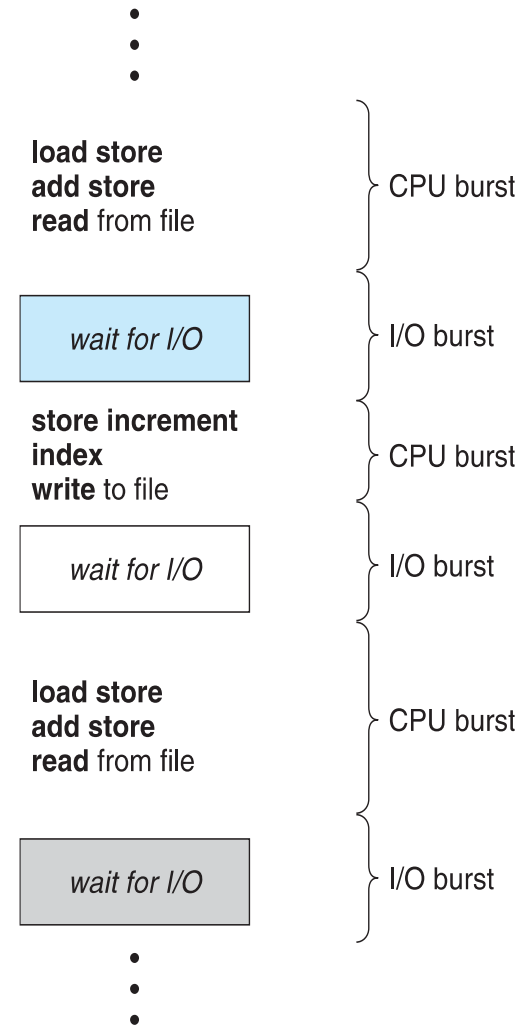 load store
add store
read from file
CPU burst
wait for I/O
I/O burst
store increment
index
write to file
CPU burst
wait for I/O
I/O burst
load store
add store
read from file
CPU burst
wait for I/O
I/O burst